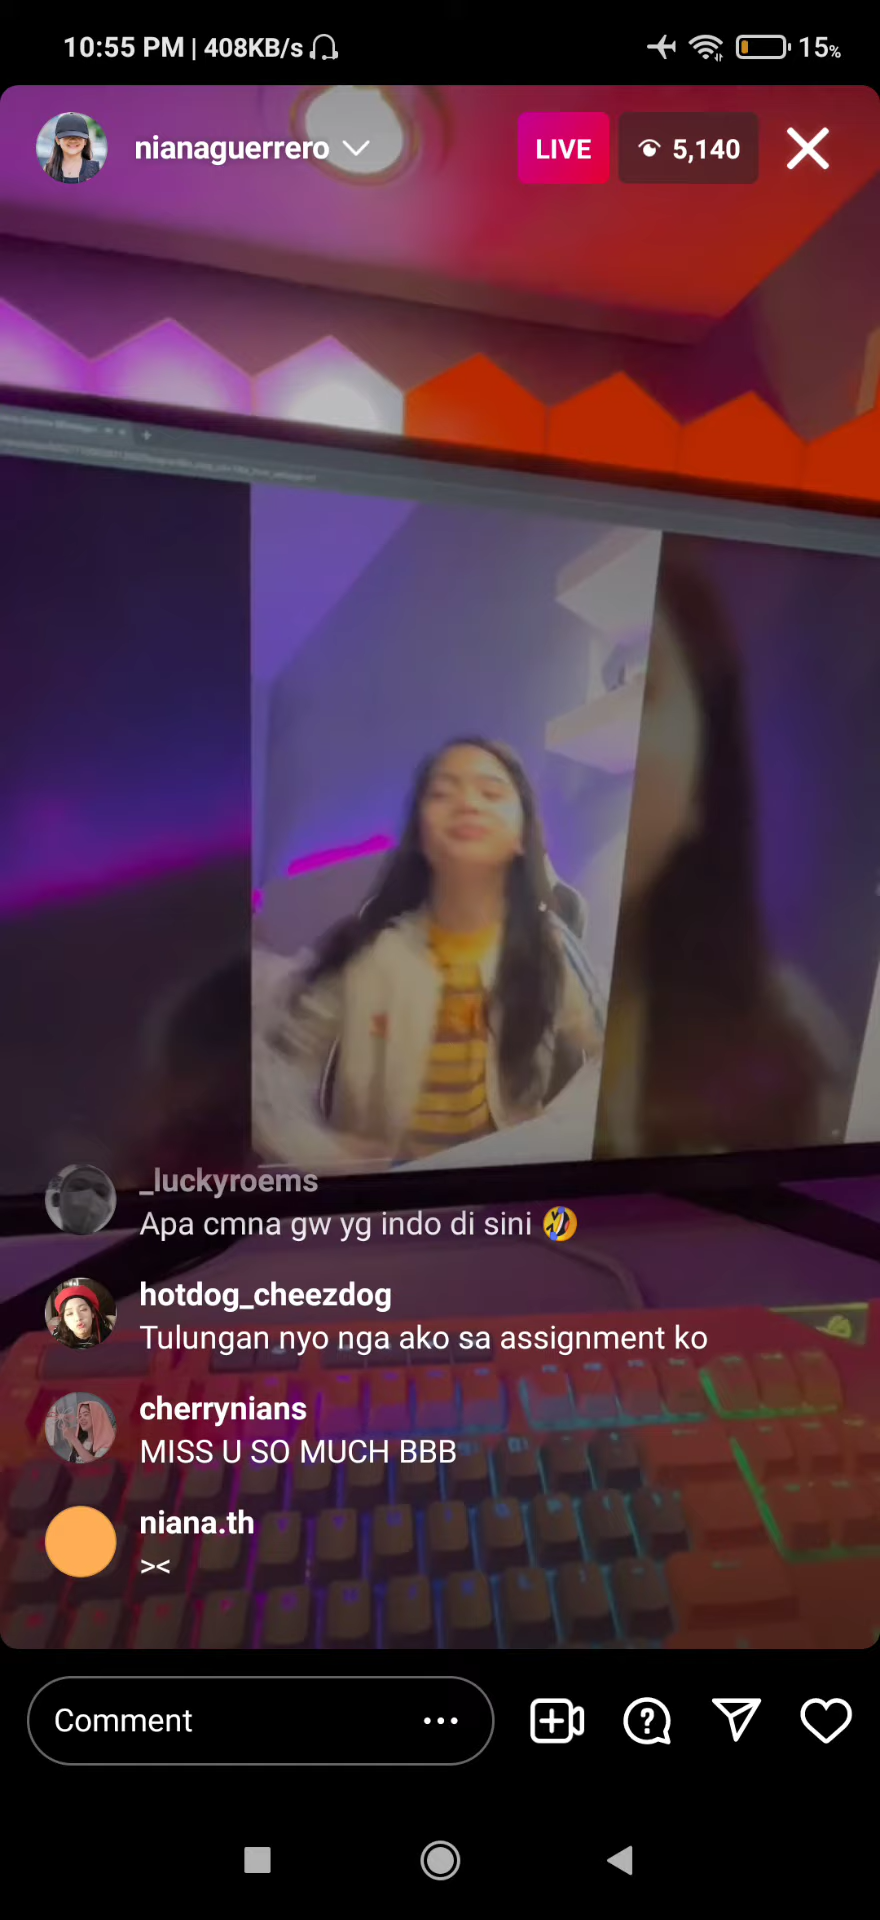 10:55 PM | 408KB/s 15%
nianaguerrero LIVE 5,140
_luckyroems
Apa cmna gw yg indo di sini 🤣
hotdog_cheezdog
Tulungan nyo nga ako sa assignment ko
cherrynians
MISS U SO MUCH BBB
niana.th
><
Comment